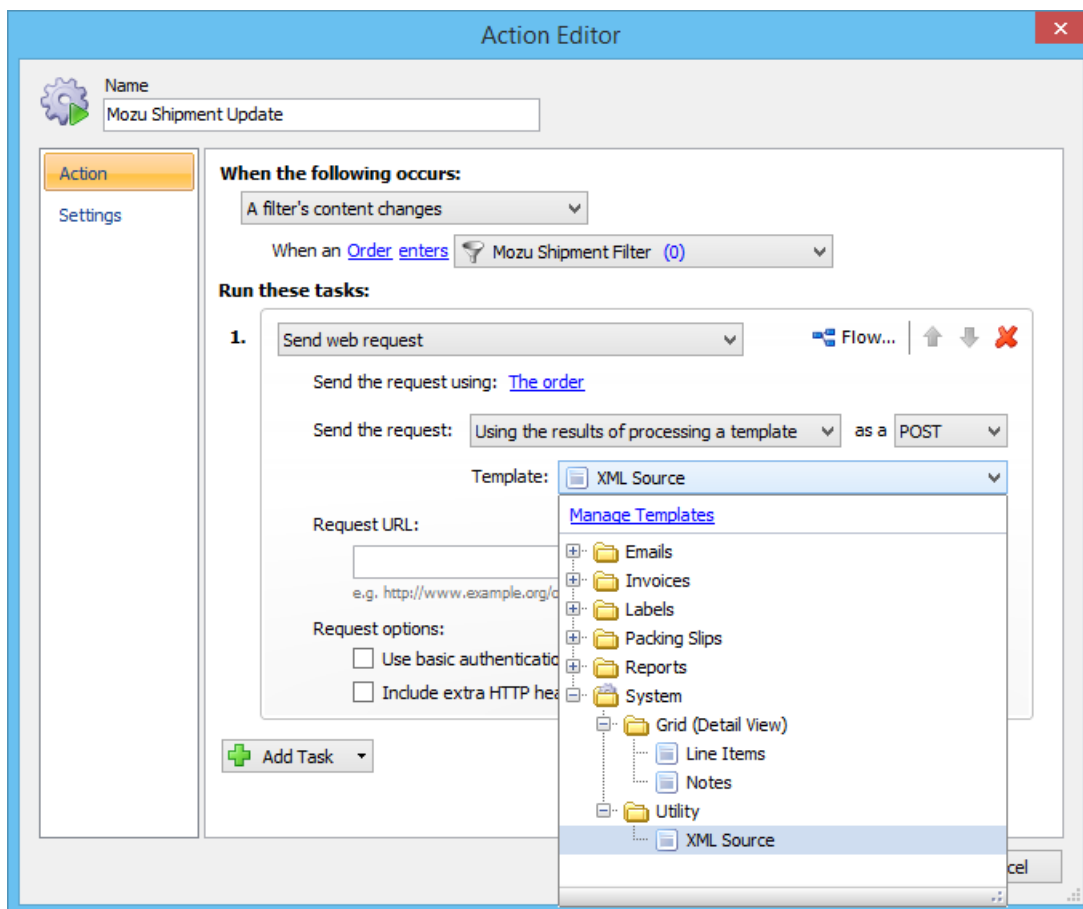 Action Editor
Name
Mozu Shipment Update
Action
Settings
When the following occurs:
A filter's content changes
When an Order enters Mozu Shipment Filter (0)
Run these tasks:
1. Send web request Flow...
Send the request using: The order
Send the request: Using the results of processing a template as a POST
Template: XML Source
Manage Templates
Request URL:
e.g. http://www.example.org/
Request options:
Use basic
Include extra HTTP
Emails
Invoices
Labels
Packing Slips
Reports
System
Grid (Detail View)
Line Items
Notes
Utility
XML Source
Add Task